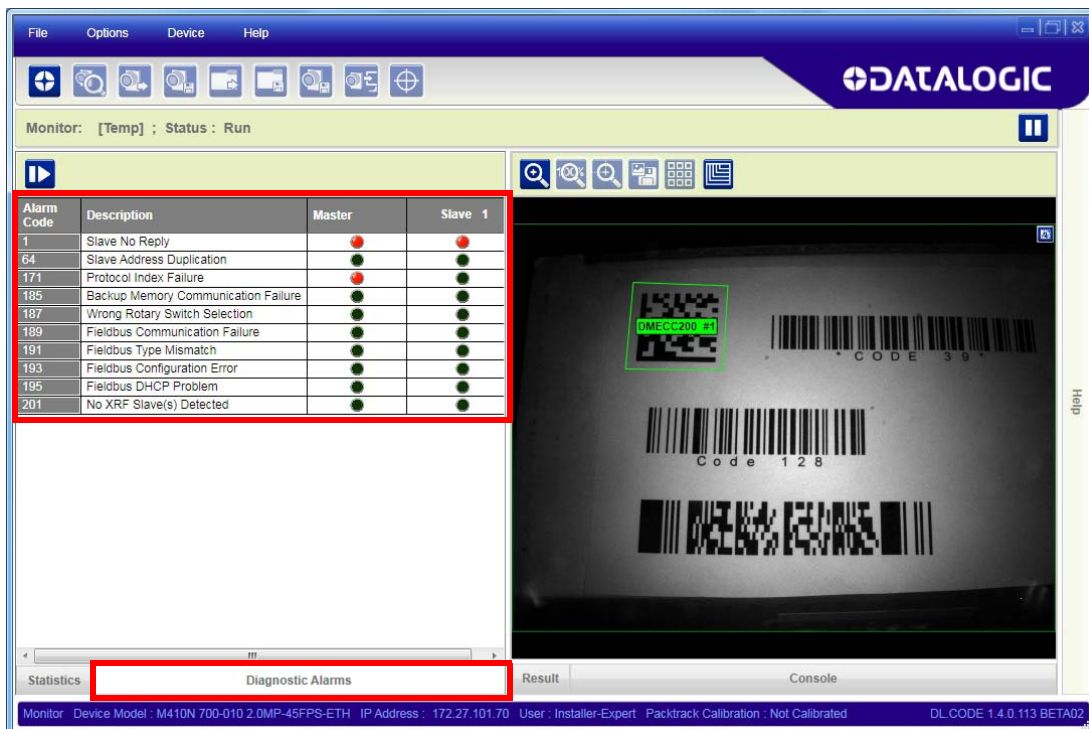 File Options Device Help
DATALOGIC
Monitor: [Temp] ; Status : Run
100%
Alarm Code Description Master Slave 1
1 Slave No Reply
64 Slave Address Duplication
171 Protocol Index Failure
185 Backup Memory Communication Failure
187 Wrong Rotary Switch Selection
189 Fieldbus Communication Failure
191 Fieldbus Type Mismatch
193 Fieldbus Configuration Error
195 Fieldbus DHCP Problem
201 No XRF Slave(s) Detected
DMECC200 #1
* CODE 39 *
Code 128
Help
Statistics Diagnostic Alarms Result Console
Monitor Device Model : M410N 700-010 2.0MP-45FPS-ETH IP Address : 172.27.101.70 User : Installer-Expert Packtrack Calibration : Not Calibrated DL.CODE 1.4.0.113 BETA02